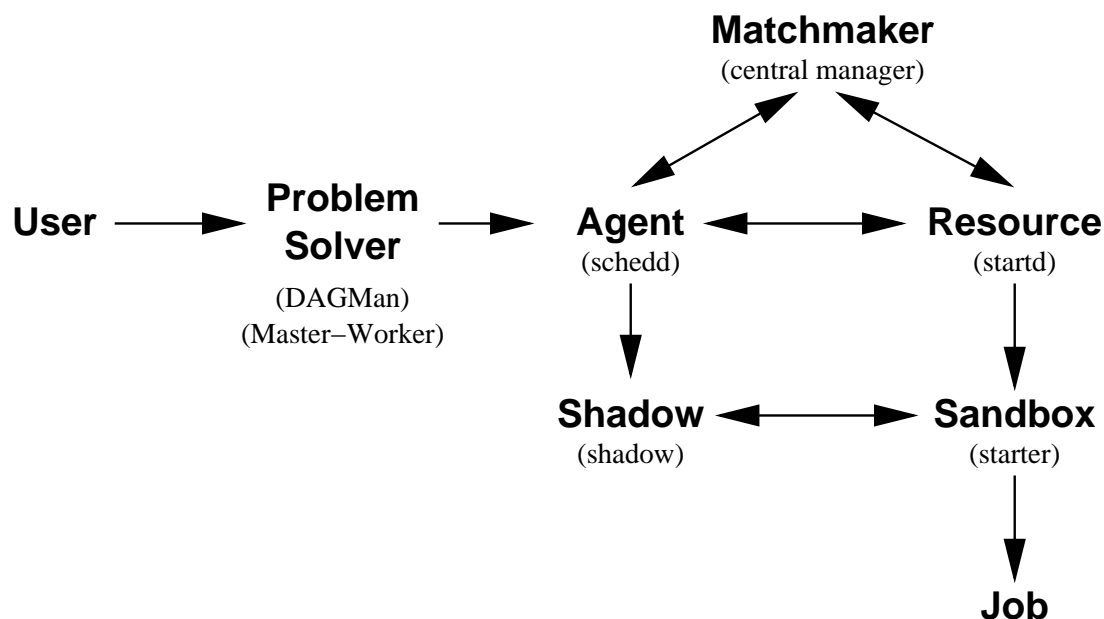 Matchmaker
(central manager)
User
Problem
Solver
(DAGMan)
(Master−Worker)
Agent
(schedd)
Resource
(startd)
Shadow
(shadow)
Sandbox
(starter)
Job